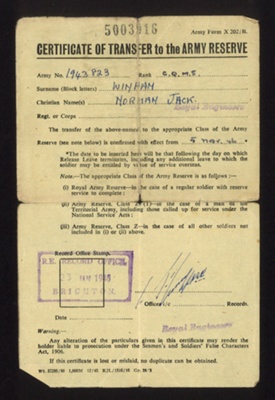 5003916
Army Form X 202/B.
CERTIFICATE OF TRANSFER to the ARMY RESERVE
Army No. 1943823 Rank C.Q.M.S.
Surname (Block letters) WINHAM
Christian Name(s) NORMAN JACK.
Regt. or Corps Royal Engineers
The transfer of the above-named to the appropriate Class of the Army
Reserve (see note below) is confirmed with effect from 5 Nov. 46.*
*The date to be inserted here will be that following the day on which
Release Leave terminates, including any additional leave to which the
soldier may be entitled by virtue of service overseas.
Note.—The appropriate Class of the Army Reserve is as follows:—
(i) Royal Army Reserve—in the case of a regular soldier with reserve
service to complete:
(ii) Army Reserve, Class Z (T)—in the case of a man of the
Territorial Army, including those called up for service under the
National Service Acts:
(iii) Army Reserve, Class Z—in the case of all other soldiers not
included in (i) or (ii) above.
Record Office Stamp.
R.E. RECORD OFFICE
BRIGHTON
Officer i/c Records.
Date
Royal Engineers
Warning—
Any alteration of the particulars given in this certificate may render the
holder liable to prosecution under the Seamen's and Soldiers' False Characters
Act, 1906.
If this certificate is lost or mislaid, no duplicate can be obtained.